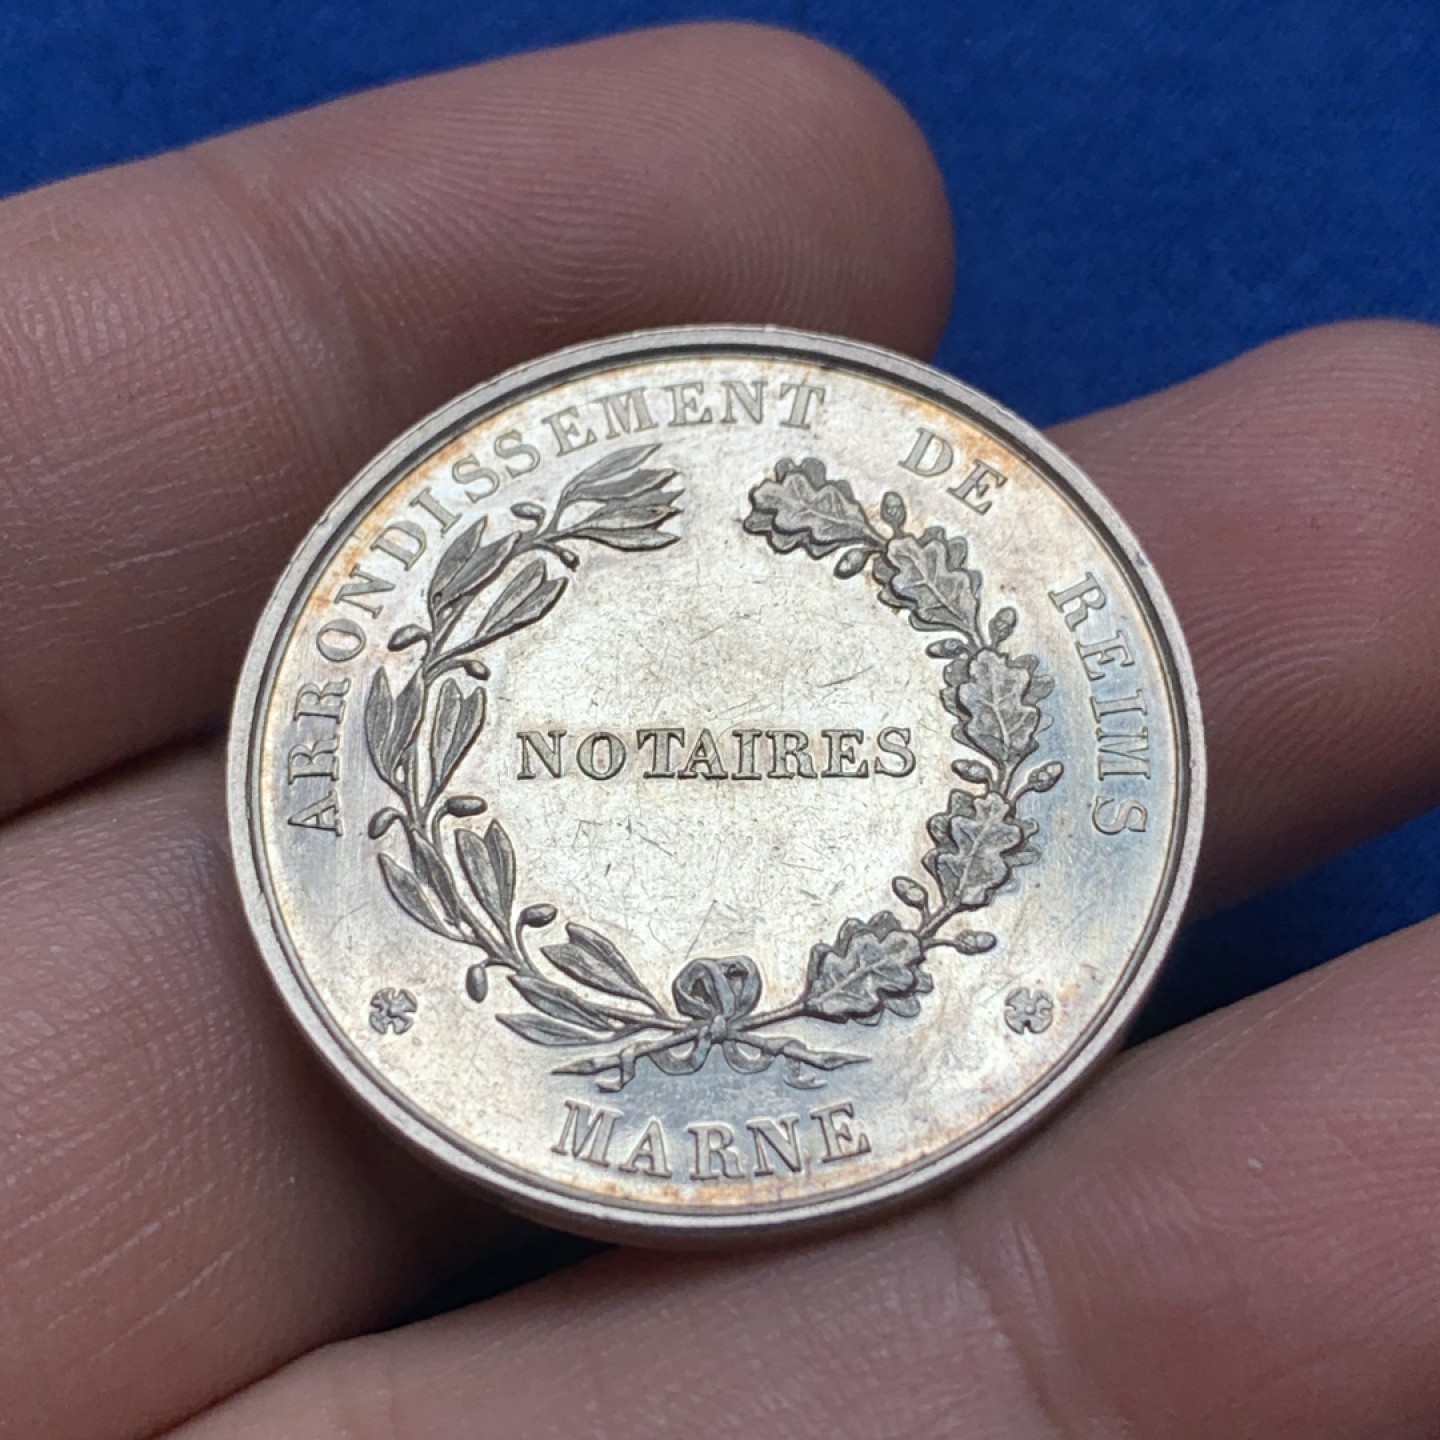 ARRONDISSEMENT DE REIMS
NOTAIRES
MARNE